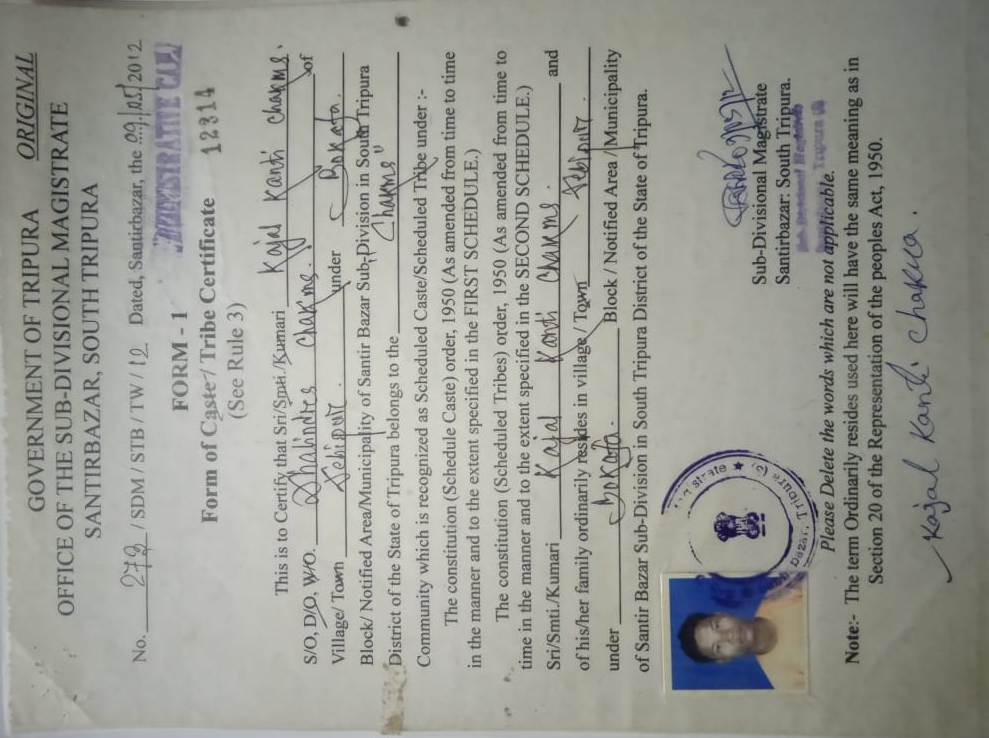 GOVERNMENT OF TRIPURA ORIGINAL
OFFICE OF THE SUB-DIVISIONAL MAGISTRATE
SANTIRBAZAR, SOUTH TRIPURA
No. 279 / SDM / STB / TW / 12 Dated, Santirbazar, the 09/05/2012
FORM - 1
Form of Caste / Tribe Certificate 12314
(See Rule 3)
This is to Certify that Sri/Smti./Kumari Kajal Kanti Chakma. of
S/O, D/O, W/O. Chakma.
Village/ Town under Bokafa.
Block/ Notified Area/Municipality of Santir Bazar Sub-Division in South Tripura
District of the State of Tripura belongs to the Chakma"
Community which is recognized as Scheduled Caste/Scheduled Tribe under :-
The constitution (Schedule Caste) order, 1950 (As amended from time to time
in the manner and to the extent specified in the FIRST SCHEDULE.)
The constitution (Scheduled Tribes) order, 1950 (As amended from time to
time in the manner and to the extent specified in the SECOND SCHEDULE.)
Sri/Smti./Kumari Kajal Kanti Chakma. and
of his/her family ordinarily resides in village / Town
under Bokafa. Block / Notified Area / Municipality
of Santir Bazar Sub-Division in South Tripura District of the State of Tripura.
Sub-Divisional Magistrate
Santirbazar: South Tripura.
Please Delete the words which are not applicable.
Note:- The term Ordinarily resides used here will have the same meaning as in
Section 20 of the Representation of the peoples Act, 1950.
Kajal Kanti Chakma.